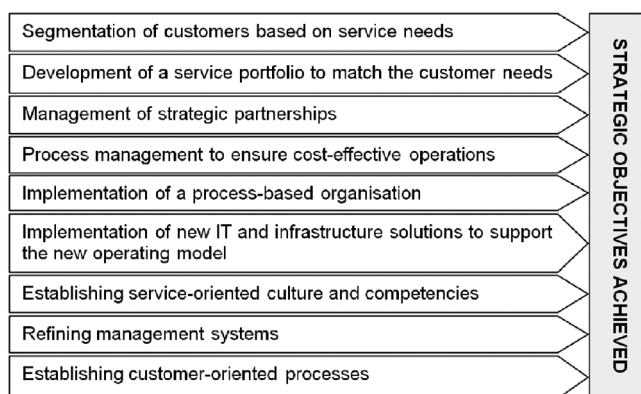 Segmentation of customers based on service needs
Development of a service portfolio to match the customer needs
Management of strategic partnerships
Process management to ensure cost-effective operations
Implementation of a process-based organisation
Implementation of new IT and infrastructure solutions to support
the new operating model
Establishing service-oriented culture and competencies
Refining management systems
Establishing customer-oriented processes
STRATEGIC OBJECTIVES ACHIEVED